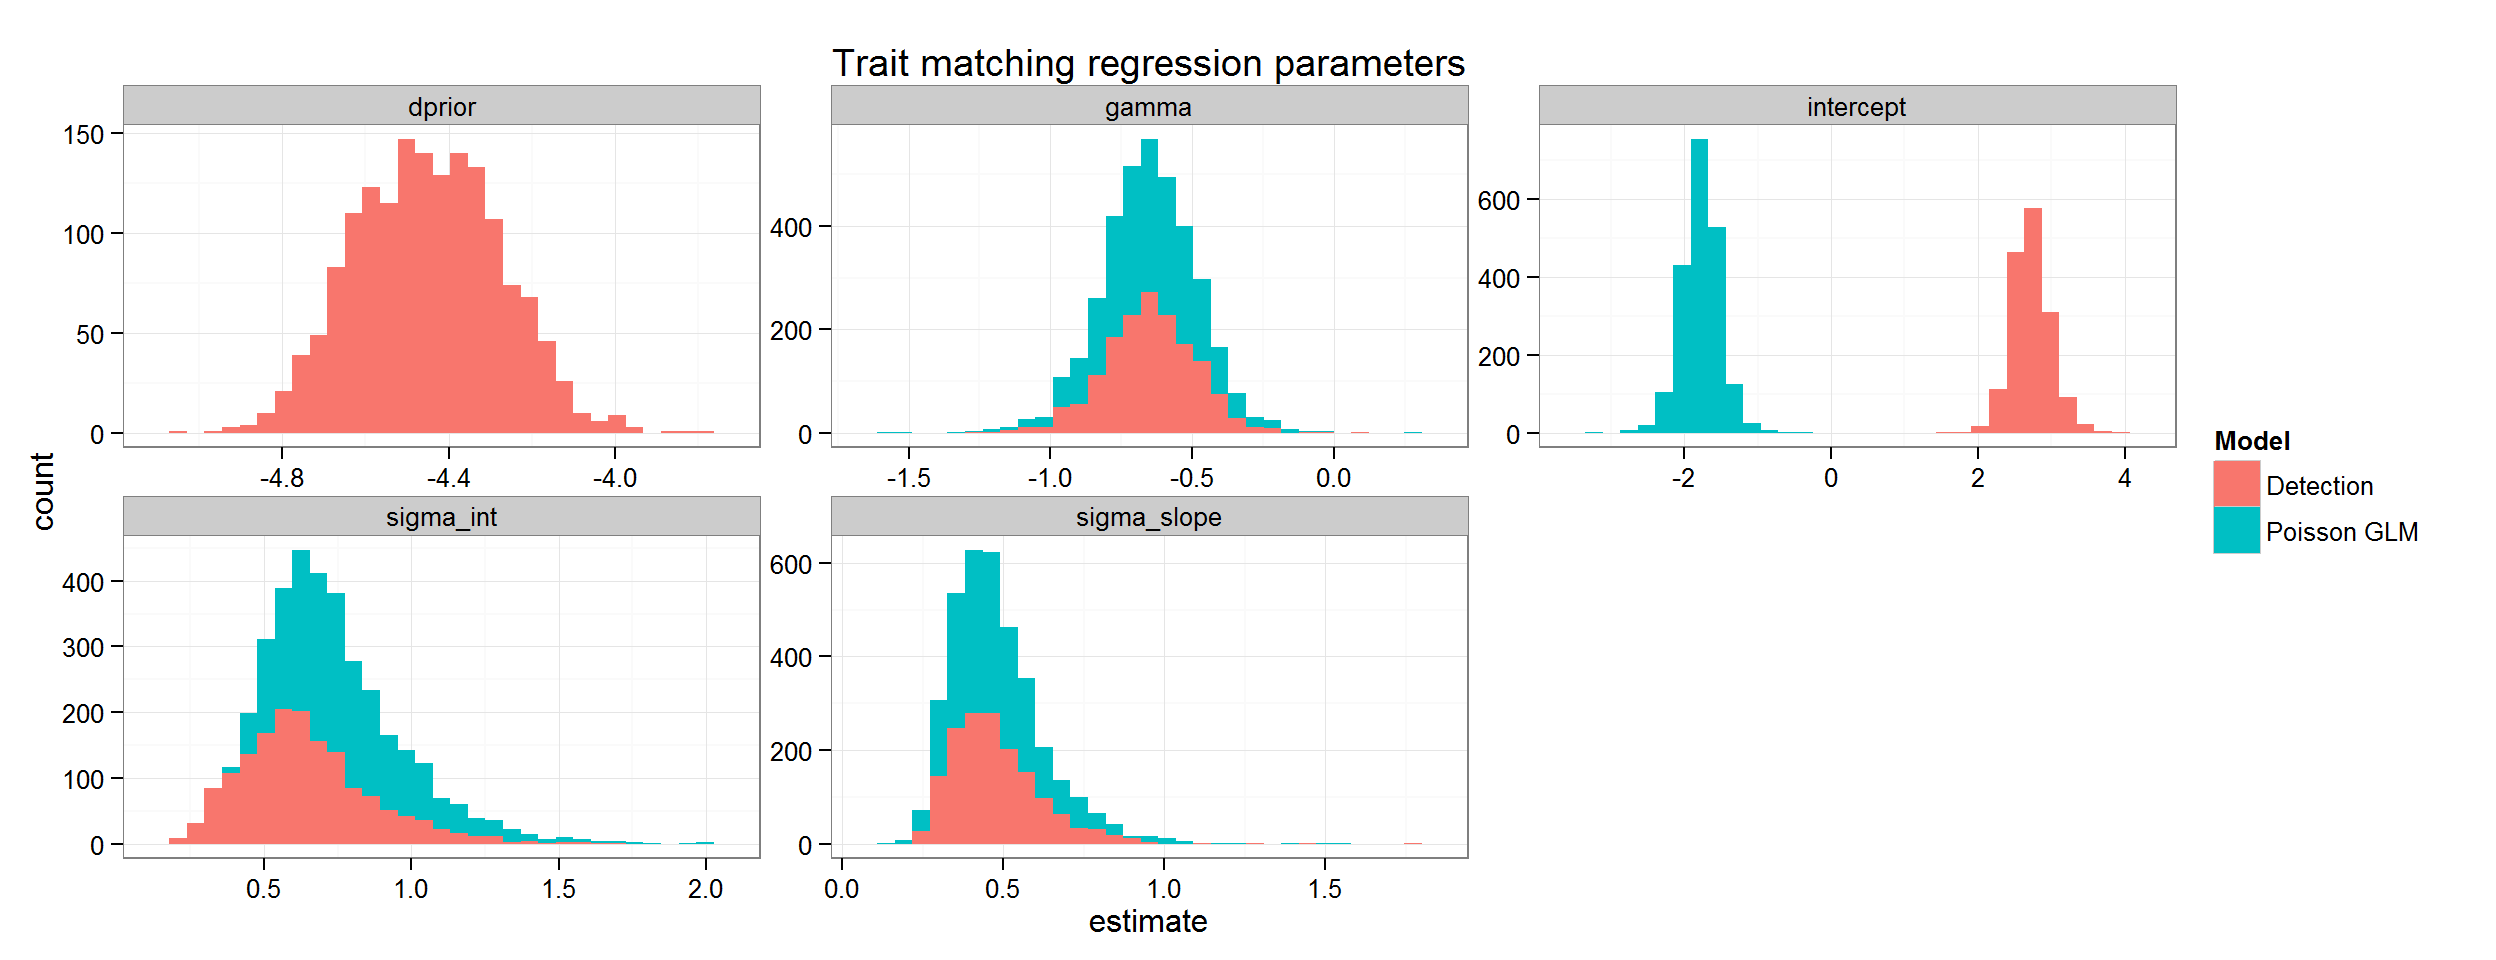 Trait matching regression parameters
dprior
gamma
intercept
150
100
50
0
400
200
0
600
400
200
0
-4.8 -4.4 -4.0
-1.5 -1.0 -0.5 0.0
-2 0 2 4
count
sigma_int
sigma_slope
400
300
200
100
0
600
400
200
0
0.5 1.0 1.5 2.0
0.0 0.5 1.0 1.5
estimate
Model
Detection
Poisson GLM